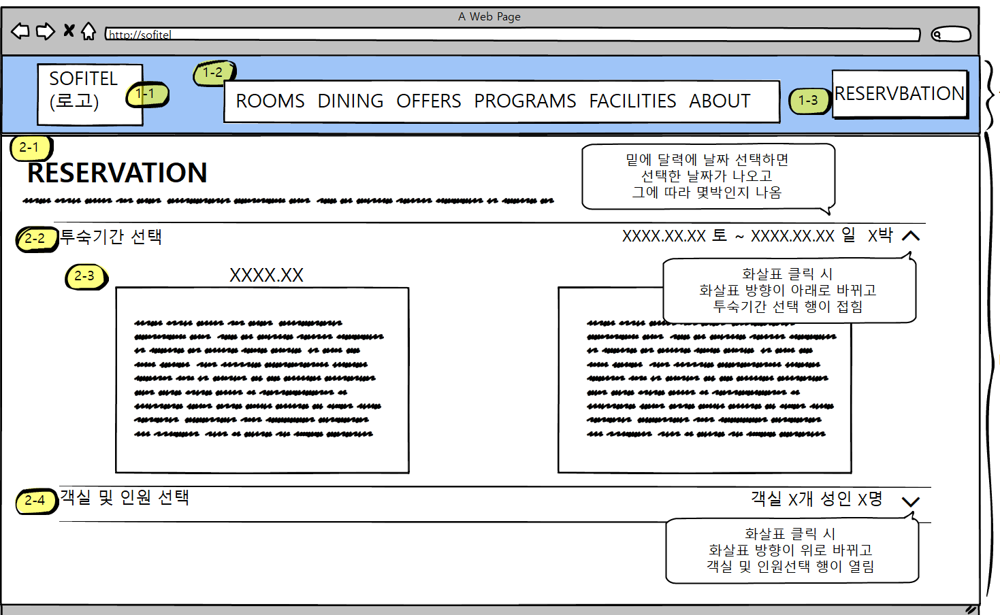 A Web Page
http://sofitel
SOFITEL
(로고)
1-1
1-2
ROOMS DINING OFFERS PROGRAMS FACILITIES ABOUT
1-3
RESERVBATION
2-1
RESERVATION
밑에 달력에 날짜 선택하면
선택한 날짜가 나오고
그에 따라 몇박인지 나옴
2-2
투숙기간 선택
XXXX.XX.XX 토 ~ XXXX.XX.XX 일 X박
2-3
XXXX.XX
화살표 클릭 시
화살표 방향이 아래로 바뀌고
투숙기간 선택 행이 접힘
2-4
객실 및 인원 선택
객실 X개 성인 X명
화살표 클릭 시
화살표 방향이 위로 바뀌고
객실 및 인원선택 행이 열림